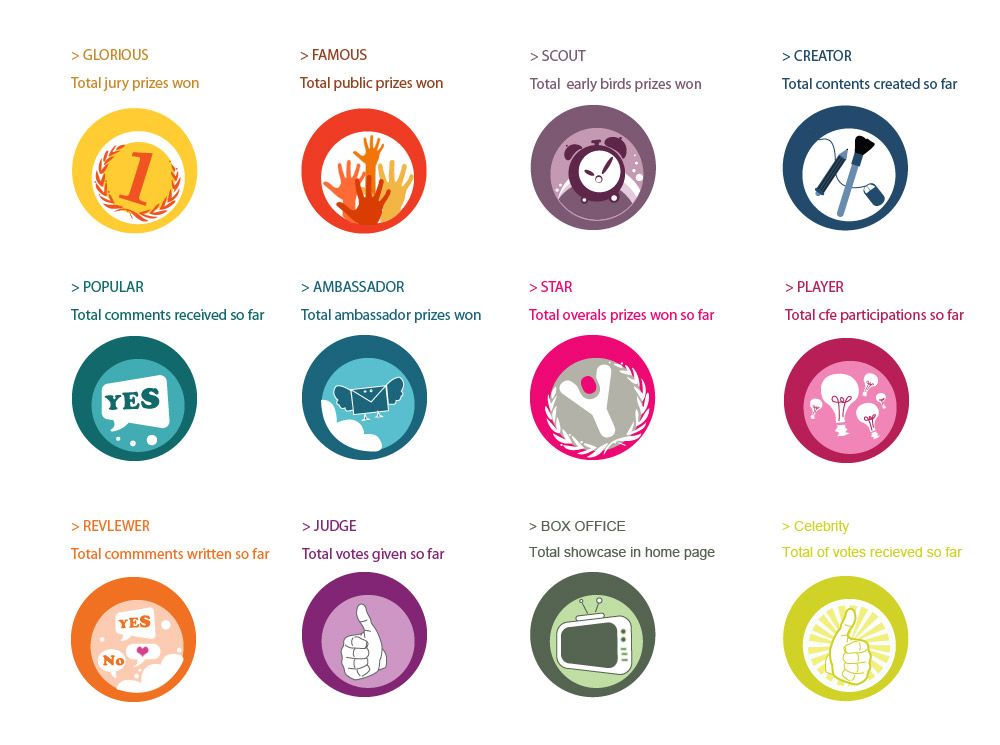 > GLORIOUS
Total jury prizes won
> FAMOUS
Total public prizes won
> SCOUT
Total early birds prizes won
> CREATOR
Total contents created so far
1
> POPULAR
Total comments received so far
> AMBASSADOR
Total ambassador prizes won
> STAR
Total overals prizes won so far
> PLAYER
Total cfe participations so far
YES
> REVLEWER
Total commments written so far
> JUDGE
Total votes given so far
> BOX OFFICE
Total showcase in home page
> Celebrity
Total of votes recieved so far
YES
No